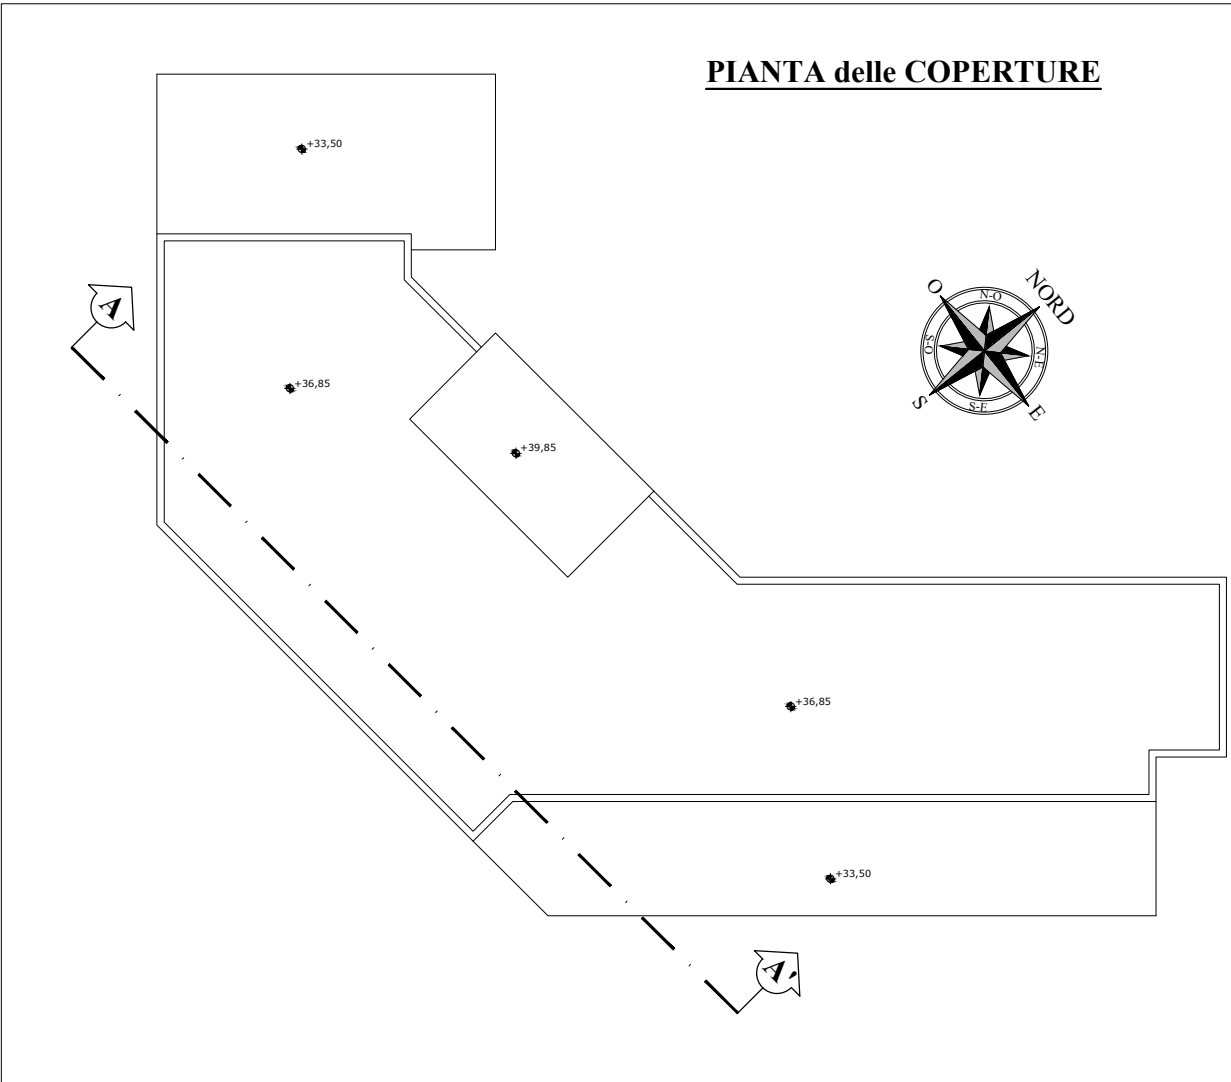 PIANTA delle COPERTURE
+33,50
A
O
NORD
N-O
S-O
N-E
S
S-E
E
+36,85
+39,85
+36,85
+33,50
A'